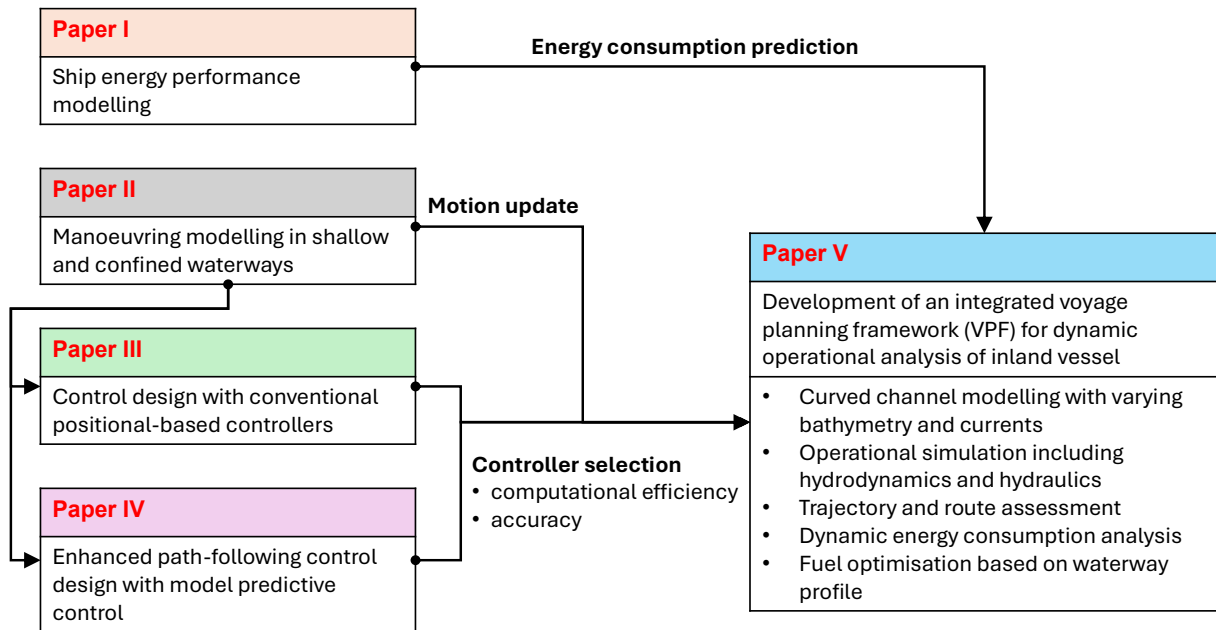 Paper I
Ship energy performance
modelling
Energy consumption prediction
Paper II
Manoeuvring modelling in shallow
and confined waterways
Motion update
Paper III
Control design with conventional
positional-based controllers
Controller selection
• computational efficiency
• accuracy
Paper IV
Enhanced path-following control
design with model predictive
control
Paper V
Development of an integrated voyage
planning framework (VPF) for dynamic
operational analysis of inland vessel
• Curved channel modelling with varying
bathymetry and currents
• Operational simulation including
hydrodynamics and hydraulics
• Trajectory and route assessment
• Dynamic energy consumption analysis
• Fuel optimisation based on waterway
profile